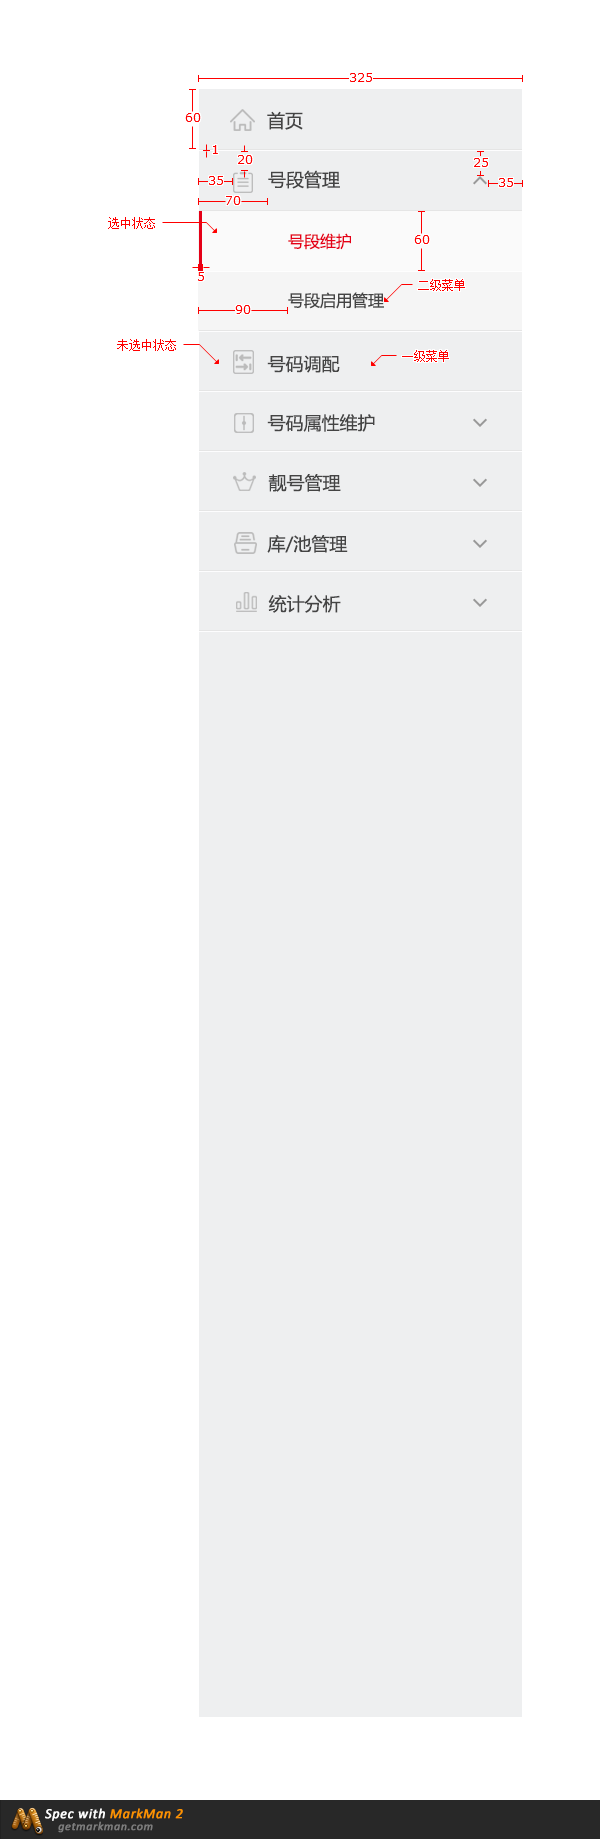 325
60
首页
1
20
25
35
号段管理
35
70
选中状态
号段维护
60
5
二级菜单
号段启用管理
90
未选中状态
号码调配
一级菜单
号码属性维护
靓号管理
库/池管理
统计分析
Spec with MarkMan 2
getmarkman.com